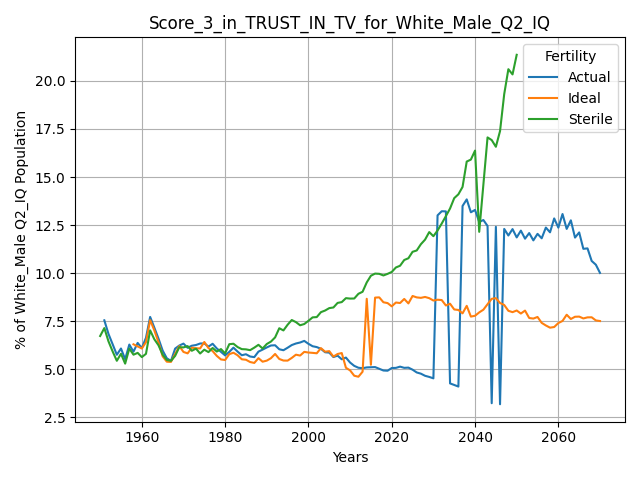 Score_3_in_TRUST_IN_TV_for_White_Male_Q2_IQ
Fertility
Actual
Ideal
Sterile
% of White_Male Q2_IQ Population
20.0
17.5
15.0
12.5
10.0
7.5
5.0
2.5
1960 1980 2000 2020 2040 2060
Years